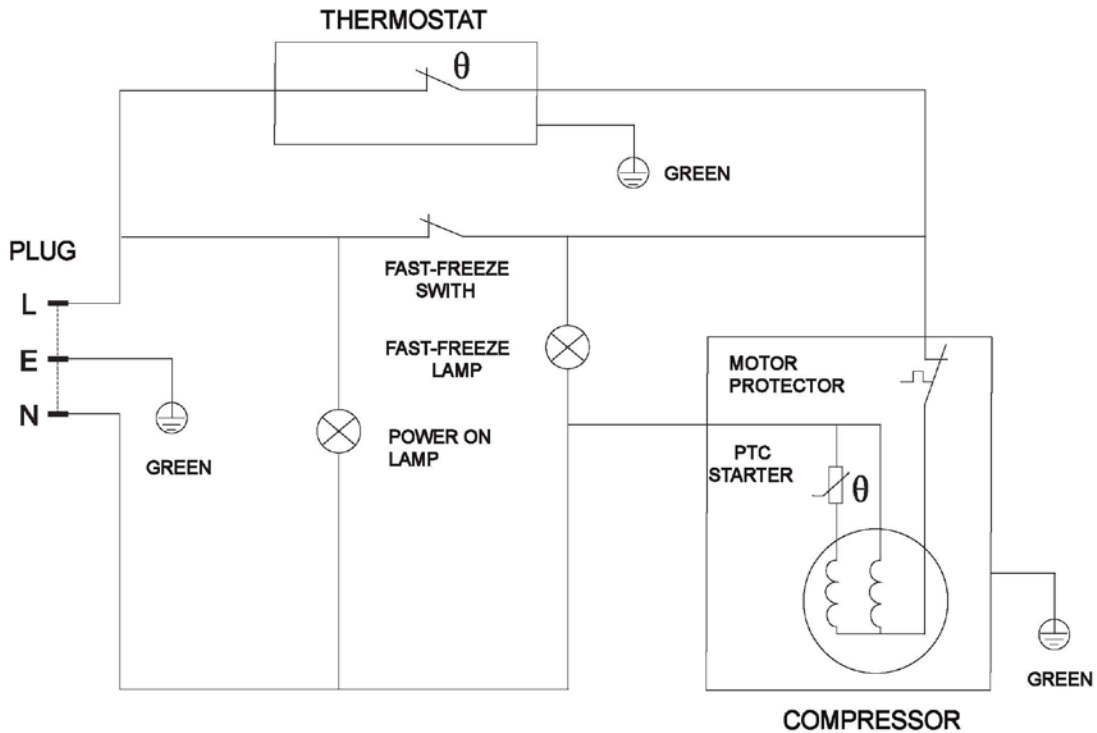 THERMOSTAT
θ
GREEN
PLUG
L
E
N
GREEN
FAST-FREEZE
SWITH
FAST-FREEZE
LAMP
POWER ON
LAMP
MOTOR
PROTECTOR
PTC
STARTER
θ
GREEN
COMPRESSOR